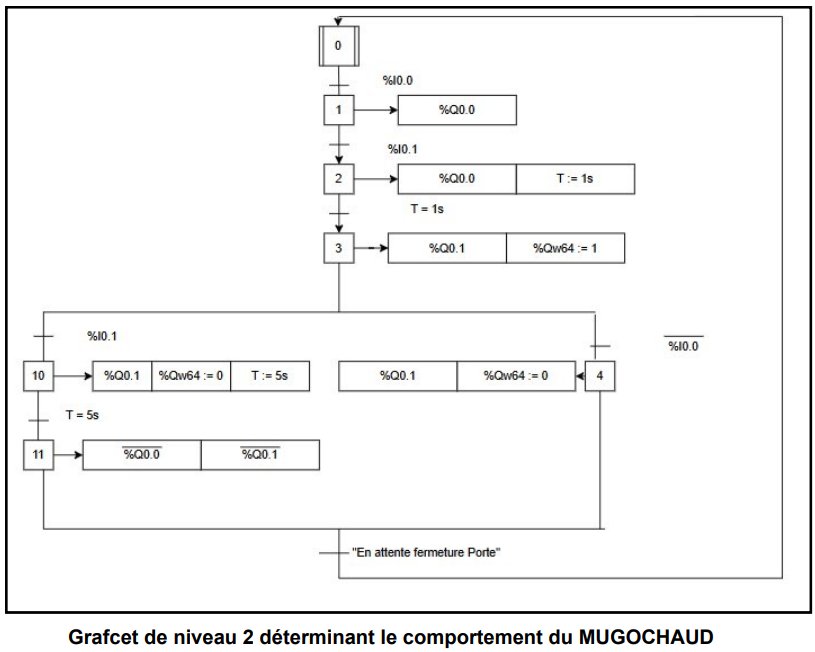 0
%I0.0
1
%Q0.0
%I0.1
2
%Q0.0
T := 1s
T = 1s
3
%Q0.1
%Qw64 := 1
%I0.1
%I0.0
10
%Q0.1
%Qw64 := 0
T := 5s
%Q0.1
%Qw64 := 0
4
T = 5s
11
%Q0.0
%Q0.1
"En attente fermeture Porte"
Grafcet de niveau 2 déterminant le comportement du MUGOCHAUD